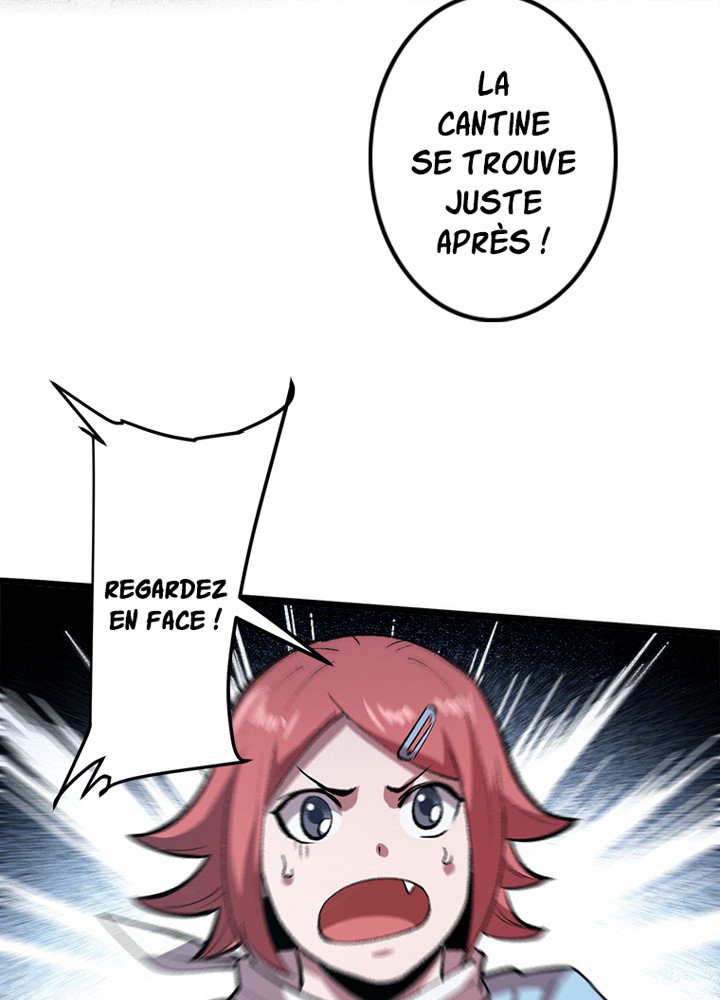 LA
CANTINE
SE TROUVE
JUSTE
APRÈS !
REGARDEZ
EN FACE !